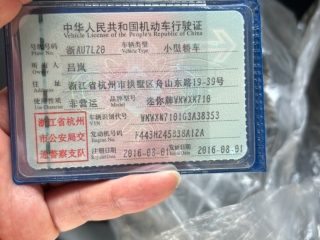 中华人民共和国机动车行驶证
Vehicle License of the People's Republic of China
号牌号码 浙AU7L28 车辆类型 小型轿车
Plate No. Vehicle Type
所有人 吕岚
住址 浙江省杭州市拱墅区舟山东路19-39号
使用性质 非营运 品牌型号
浙江省杭州
市公安局交
通警察支队
车辆识别代号
VIN
发动机号码
注册日期 2016-08-01 发证日期 2016-08-01